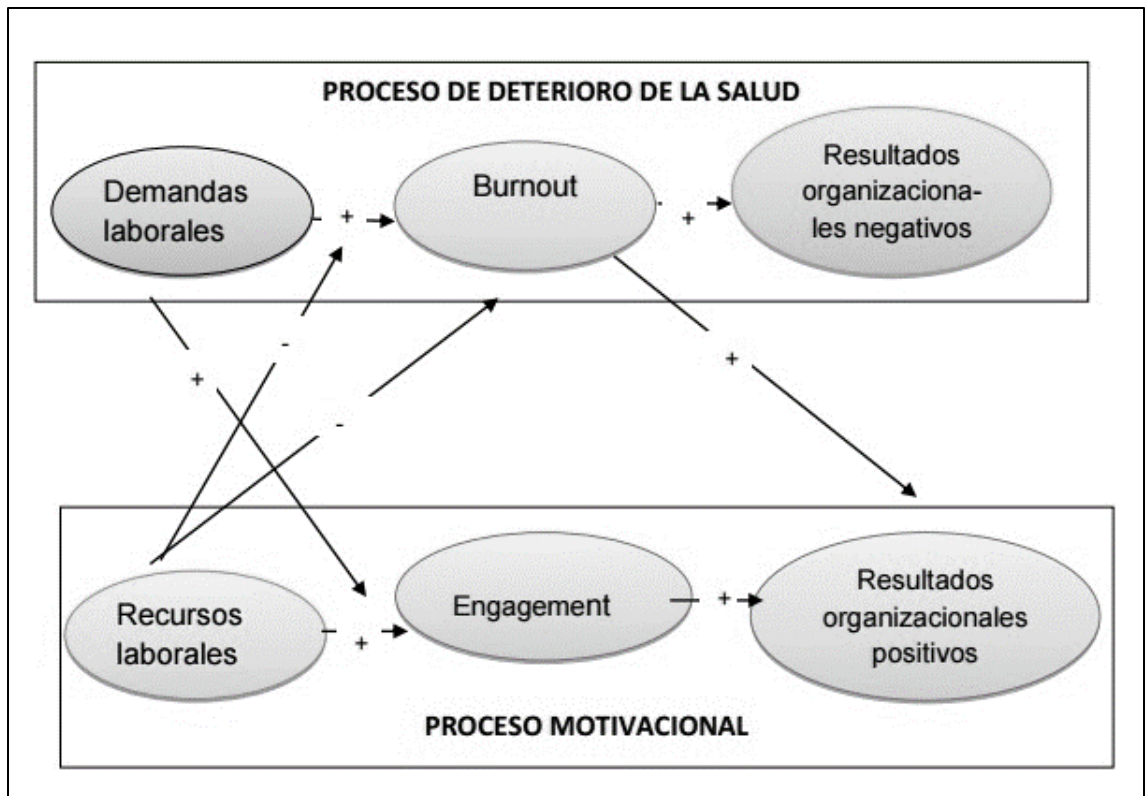 PROCESO DE DETERIORO DE LA SALUD
Demandas
laborales
+
Burnout
+
Resultados
organizaciona-
les negativos
-
+
-
+
Recursos
laborales
+
Engagement
+
Resultados
organizacionales
positivos
PROCESO MOTIVACIONAL